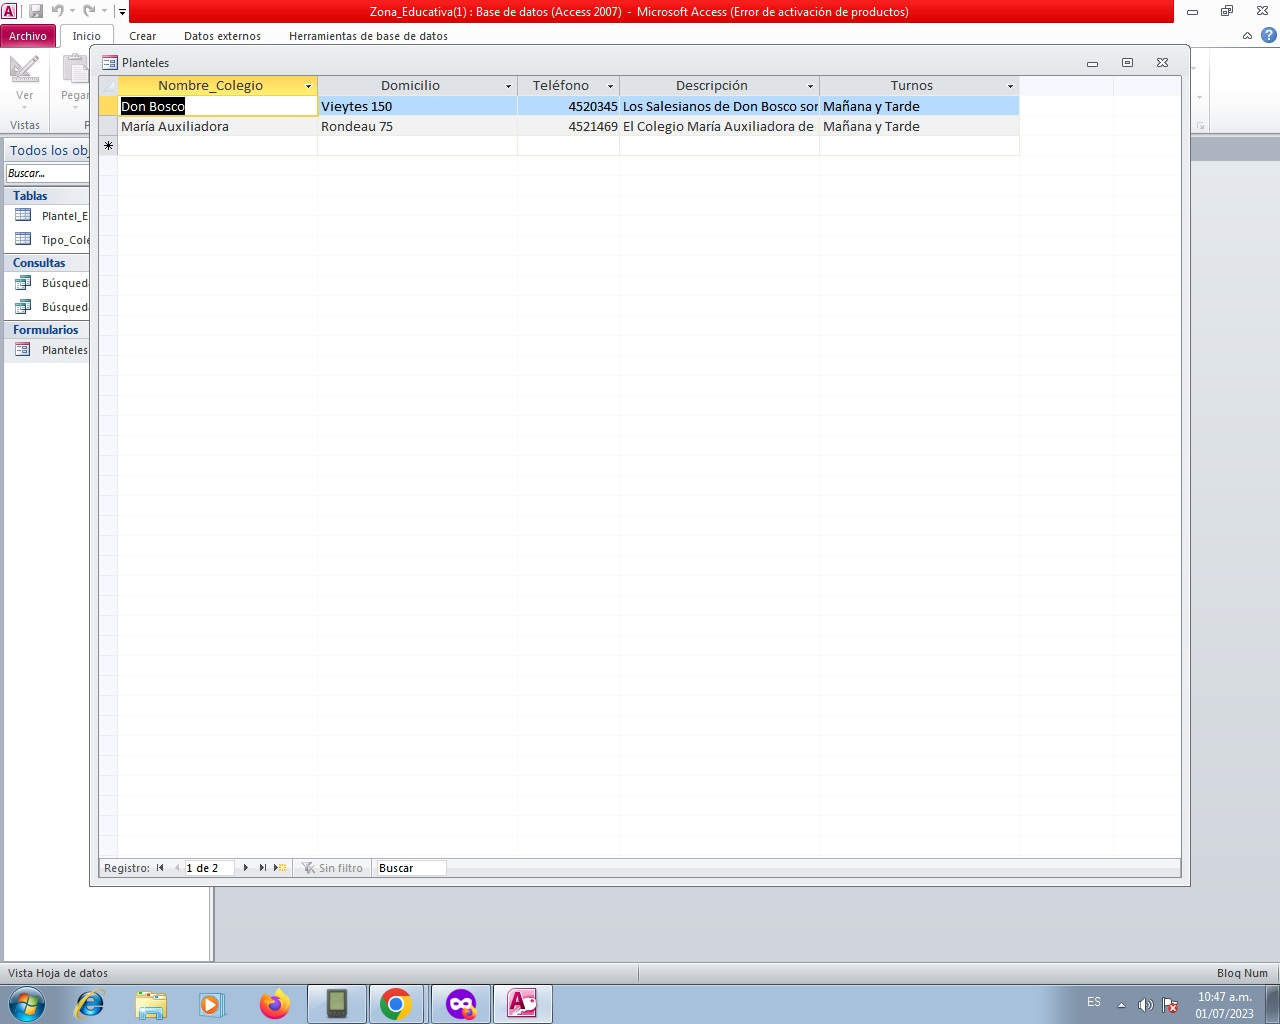 Zona_Educativa(1) : Base de datos (Access 2007) - Microsoft Access (Error de activación de productos)
Archivo Inicio Crear Datos externos Herramientas de base de datos
Ver Pegar
Vistas P
Planteles
Nombre_Colegio Domicilio Teléfono Descripción Turnos
Don Bosco Vieytes 150 4520345 Los Salesianos de Don Bosco son Mañana y Tarde
María Auxiliadora Rondeau 75 4521469 El Colegio María Auxiliadora de Mañana y Tarde
Todos los obj
Buscar...
Tablas
Plantel_E
Tipo_Cole
Consultas
Búsqueda
Búsqueda
Formularios
Planteles
Registro: 1 de 2 Sin filtro Buscar
Vista Hoja de datos Bloq Num
ES 10:47 a.m.
01/07/2023